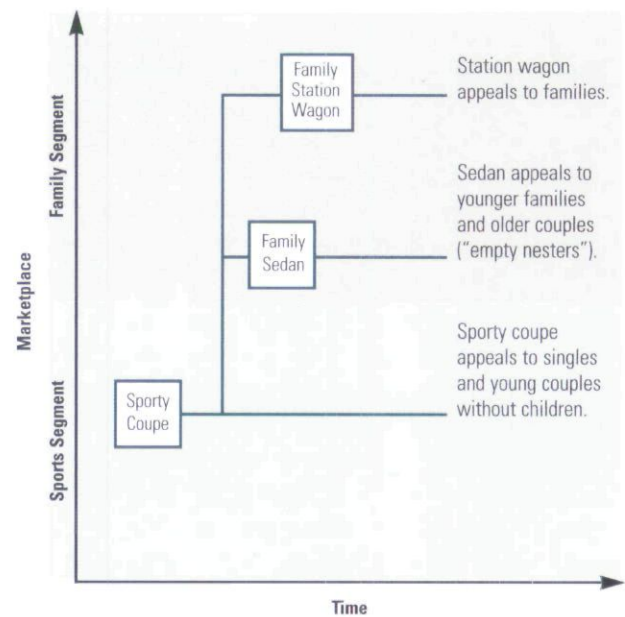 Family
Station
Wagon
Station wagon
appeals to families.
Family Segment
Sedan appeals to
younger families
and older couples
("empty nesters").
Family
Sedan
Marketplace
Sporty coupe
appeals to singles
and young couples
without children.
Sporty
Coupe
Sports Segment
Time